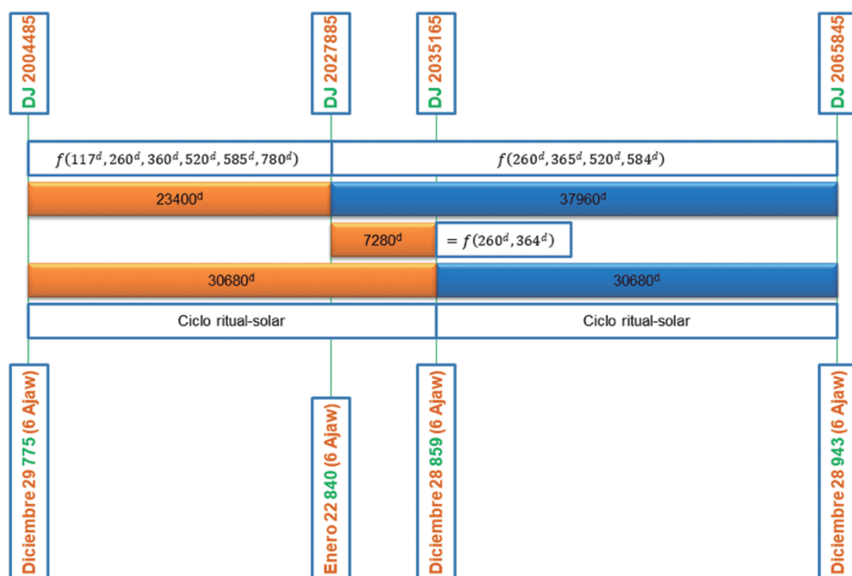 DJ 2004485
DJ 2027885
DJ 2035165
DJ 2065845
f(117ᵈ, 260ᵈ, 360ᵈ, 520ᵈ, 585ᵈ, 780ᵈ)
f(260ᵈ, 365ᵈ, 520ᵈ, 584ᵈ)
23400ᵈ
37960ᵈ
7280ᵈ
= f(260ᵈ, 364ᵈ)
30680ᵈ
30680ᵈ
Ciclo ritual-solar
Ciclo ritual-solar
Diciembre 29 775 (6 Ajaw)
Enero 22 840 (6 Ajaw)
Diciembre 28 859 (6 Ajaw)
Diciembre 28 943 (6 Ajaw)